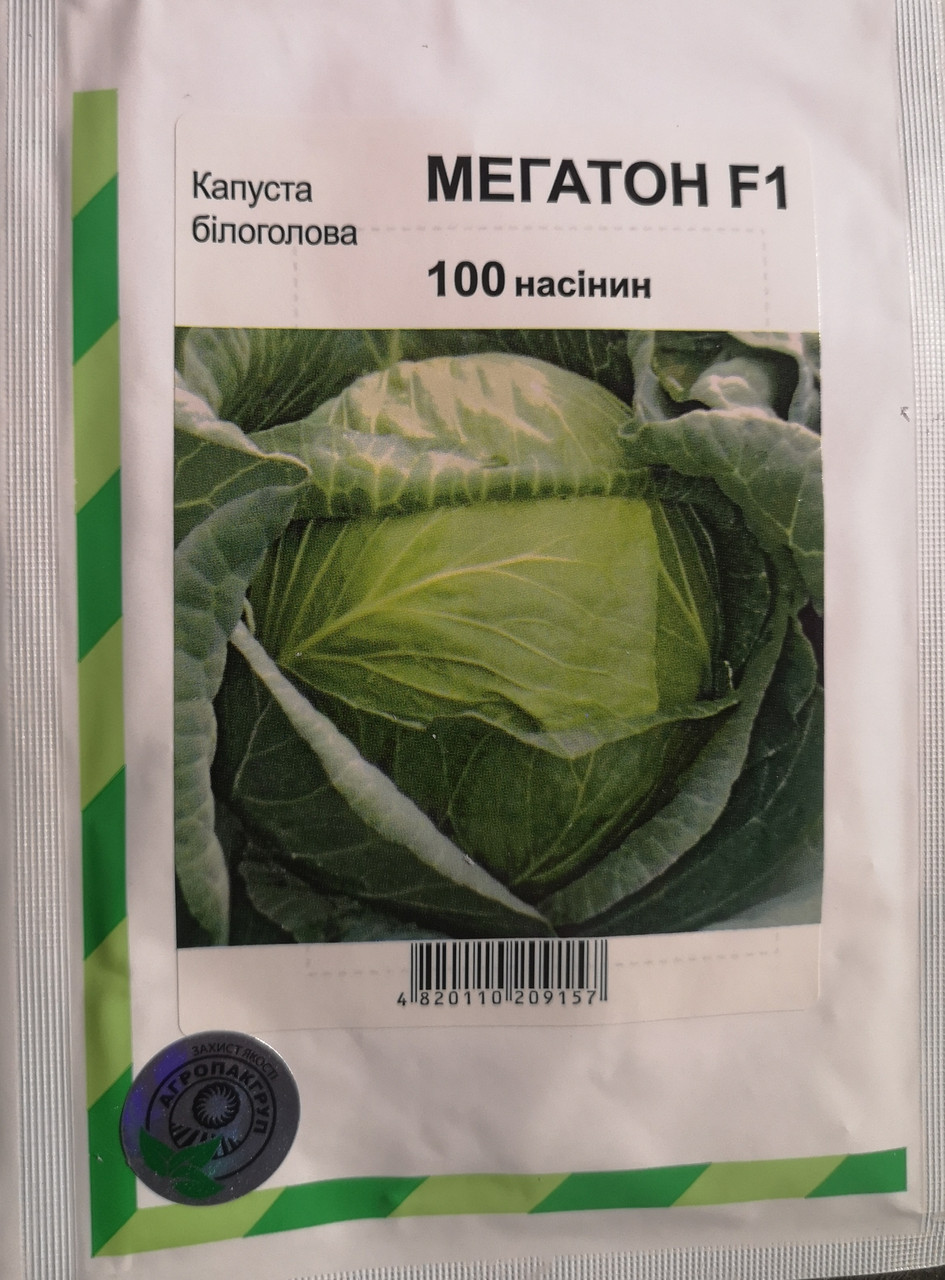 Капуста
білоголова
МЕГАТОН F1
100 насінин
4 820110 209157
ЗАХИСТ ЯКОСТІ
АГРОПАКГРУП